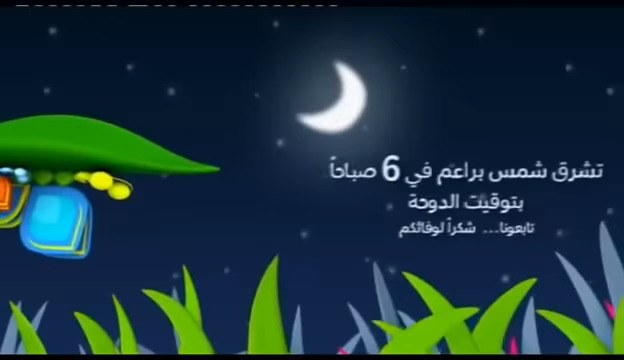 تشرق شمس براعم في 6 صباحاً
بتوقيت الدوحة
تابعونا... شكراً لوفائكم